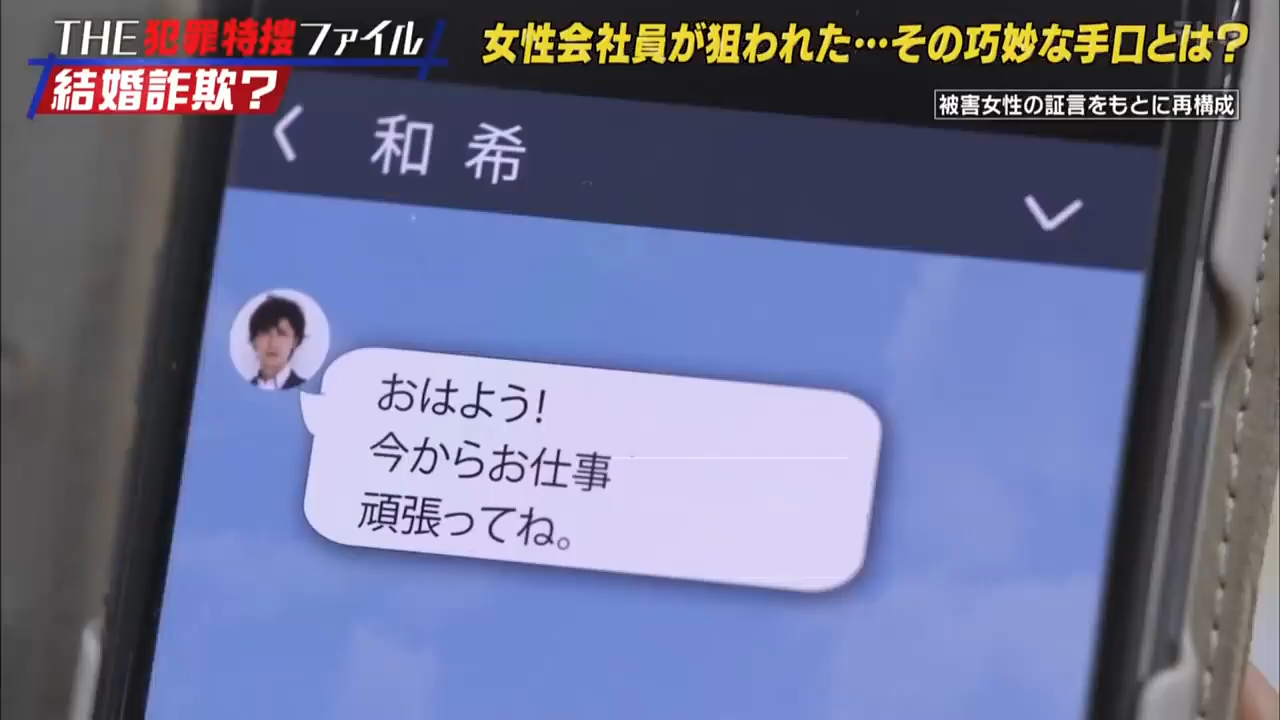 THE 犯罪特捜ファイル
結婚詐欺?
女性会社員が狙われた…その巧妙な手口とは?
被害女性の証言をもとに再構成
和希
おはよう!
今からお仕事
頑張ってね。